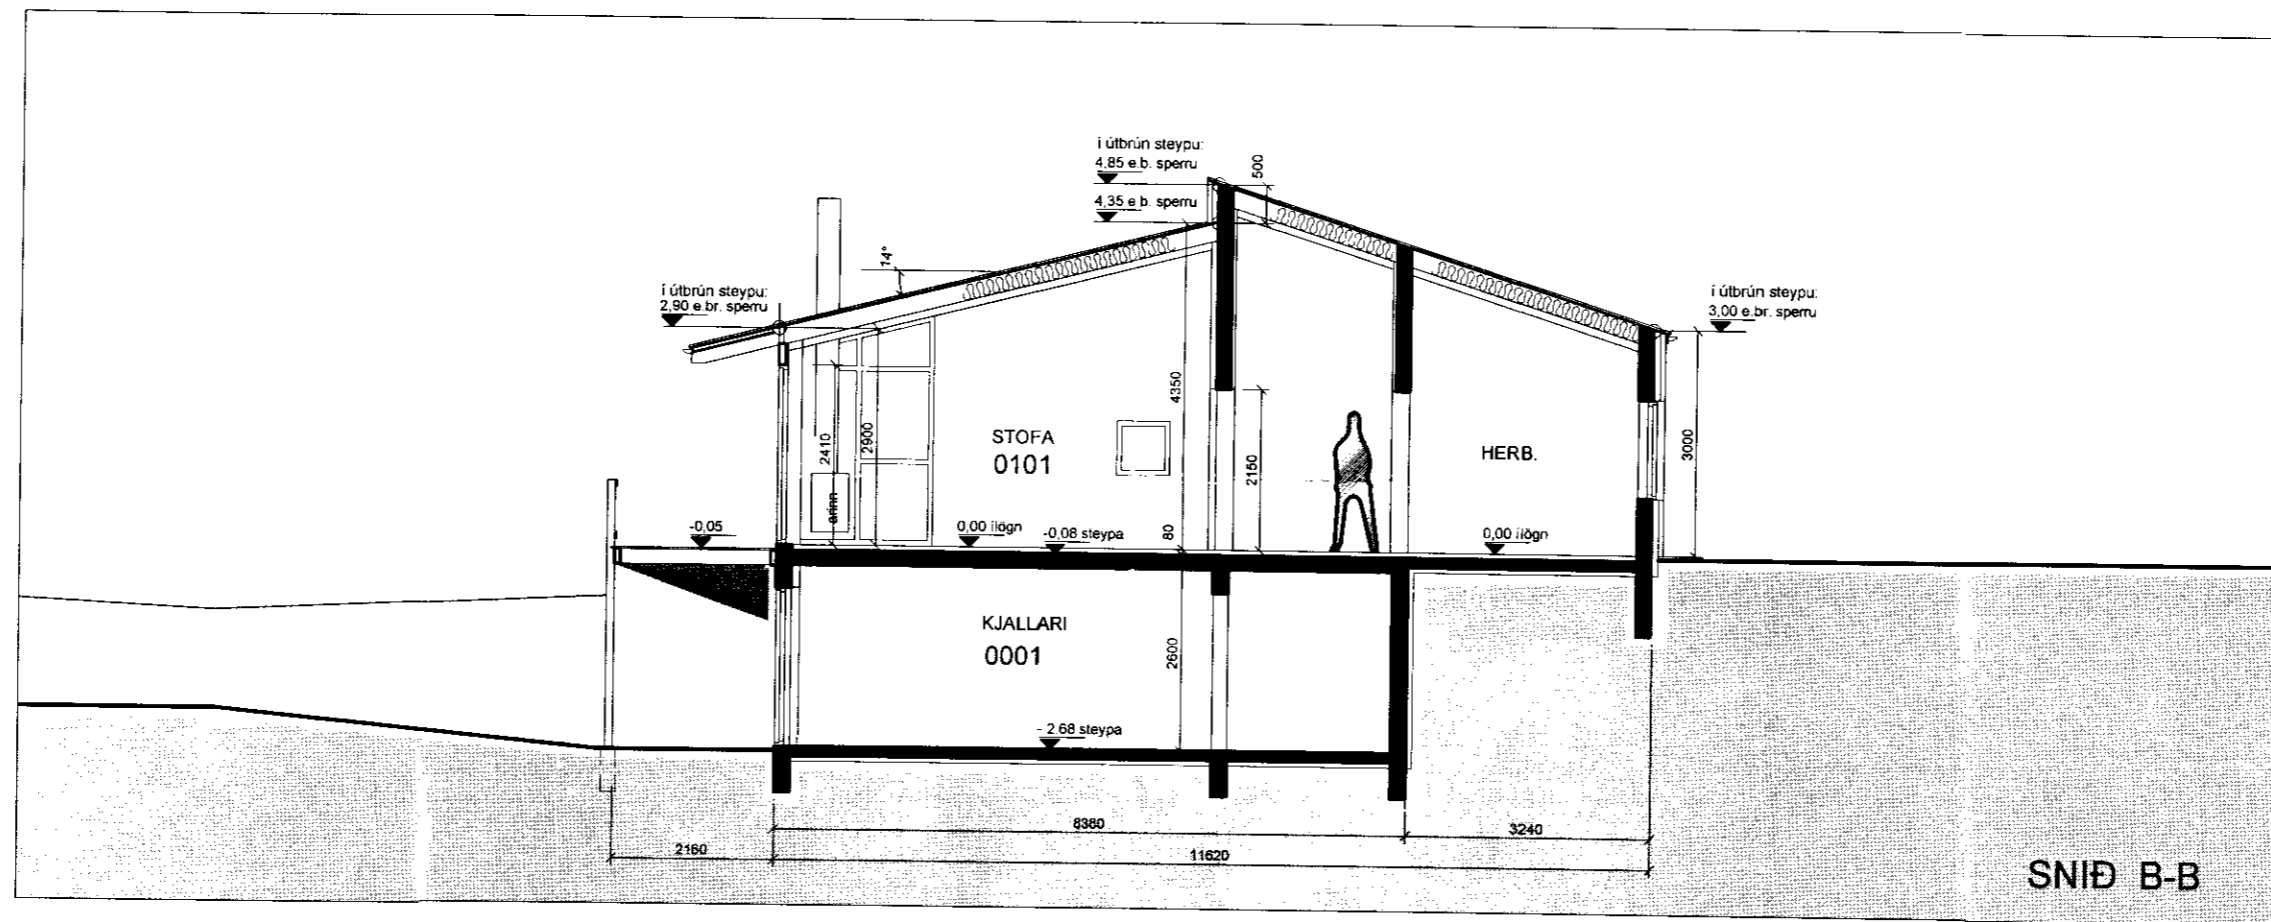 í útbrún steypu:
4,85 e.b. sperru
500
4,35 e.b. sperru
14°
í útbrún steypu:
2,90 e.br. sperru
í útbrún steypu:
3,00 e.br. sperru
4350
2410
2900
STOFA
0101
2150
HERB.
3000
arinn
-0,05
0,00 ílögn
-0,08 steypa
80
0,00 ílögn
KJALLARI
0001
2600
- 2.68 steypa
8380
3240
2160
11620
SNIÐ B-B